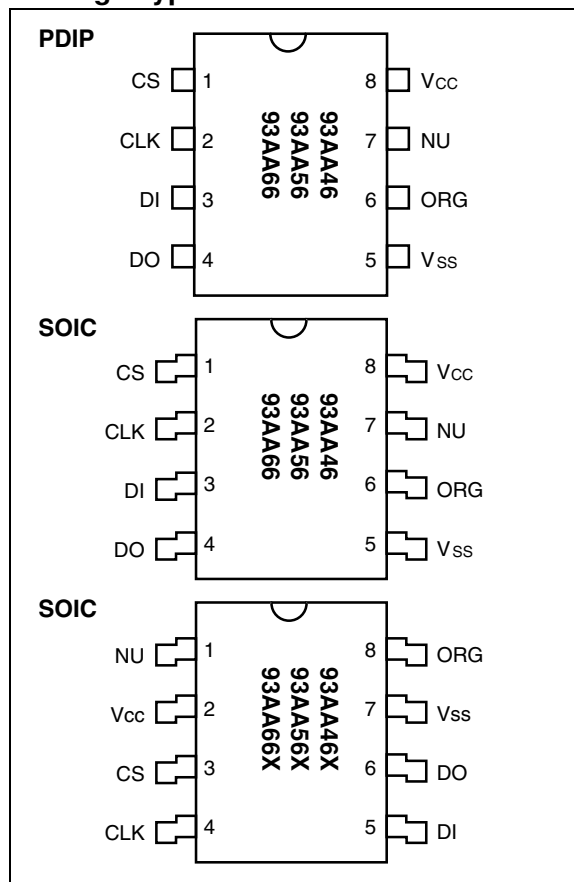 PDIP
CS 1 8 VCC
CLK 2 7 NU
DI 3 6 ORG
DO 4 5 VSS
93AA46
93AA56
93AA66
SOIC
CS 1 8 VCC
CLK 2 7 NU
DI 3 6 ORG
DO 4 5 VSS
93AA46
93AA56
93AA66
SOIC
NU 1 8 ORG
Vcc 2 7 Vss
CS 3 6 DO
CLK 4 5 DI
93AA46X
93AA56X
93AA66X